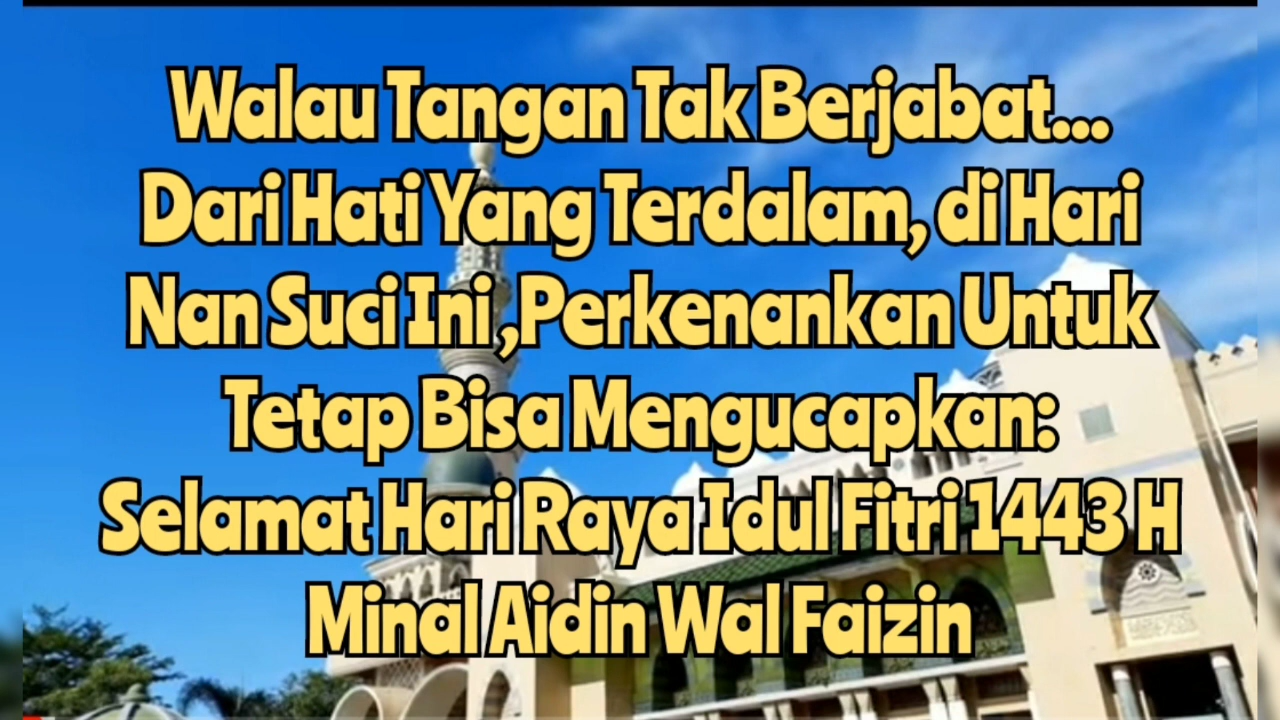 Walau Tangan Tak Berjabat...
Dari Hati Yang Terdalam, di Hari
Nan Suci Ini ,Perkenankan Untuk
Tetap Bisa Mengucapkan:
Selamat Hari Raya Idul Fitri 1443 H
Minal Aidin Wal Faizin